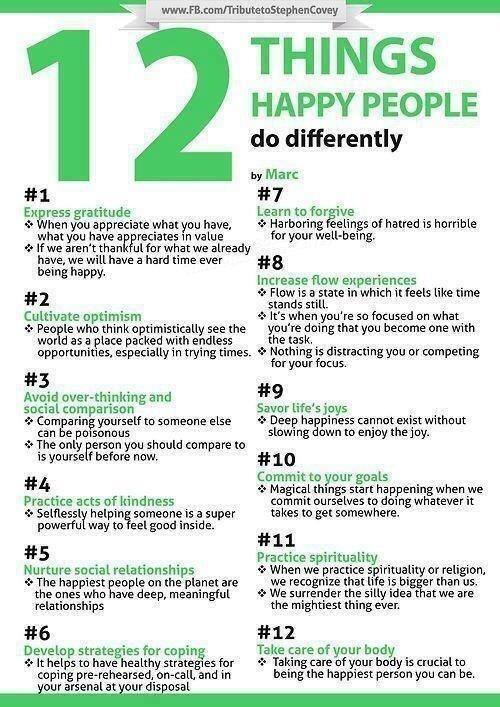 www.FB.com/TributetoStephenCovey
12 THINGS
HAPPY PEOPLE
do differently
by Marc
#1
Express gratitude
❖ When you appreciate what you have,
what you have appreciates in value
❖ If we aren't thankful for what we already
have, we will have a hard time ever
being happy.
#2
Cultivate optimism
❖ People who think optimistically see the
world as a place packed with endless
opportunities, especially in trying times.
#3
Avoid over-thinking and
social comparison
❖ Comparing yourself to someone else
can be poisonous
❖ The only person you should compare to
is yourself before now.
#4
Practice acts of kindness
❖ Selflessly helping someone is a super
powerful way to feel good inside.
#5
Nurture social relationships
❖ The happiest people on the planet are
the ones who have deep, meaningful
relationships
#6
Develop strategies for coping
❖ It helps to have healthy strategies for
coping pre-rehearsed, on-call, and in
your arsenal at your disposal
#7
Learn to forgive
❖ Harboring feelings of hatred is horrible
for your well-being.
#8
Increase flow experiences
❖ Flow is a state in which it feels like time
stands still.
❖ It's when you're so focused on what
you're doing that you become one with
the task.
❖ Nothing is distracting you or competing
for your focus.
#9
Savor life's joys
❖ Deep happiness cannot exist without
slowing down to enjoy the joy.
#10
Commit to your goals
❖ Magical things start happening when we
commit ourselves to doing whatever it
takes to get somewhere.
#11
Practice spirituality
❖ When we practice spirituality or religion,
we recognize that life is bigger than us.
❖ We surrender the silly idea that we are
the mightiest thing ever.
#12
Take care of your body
❖ Taking care of your body is crucial to
being the happiest person you can be.